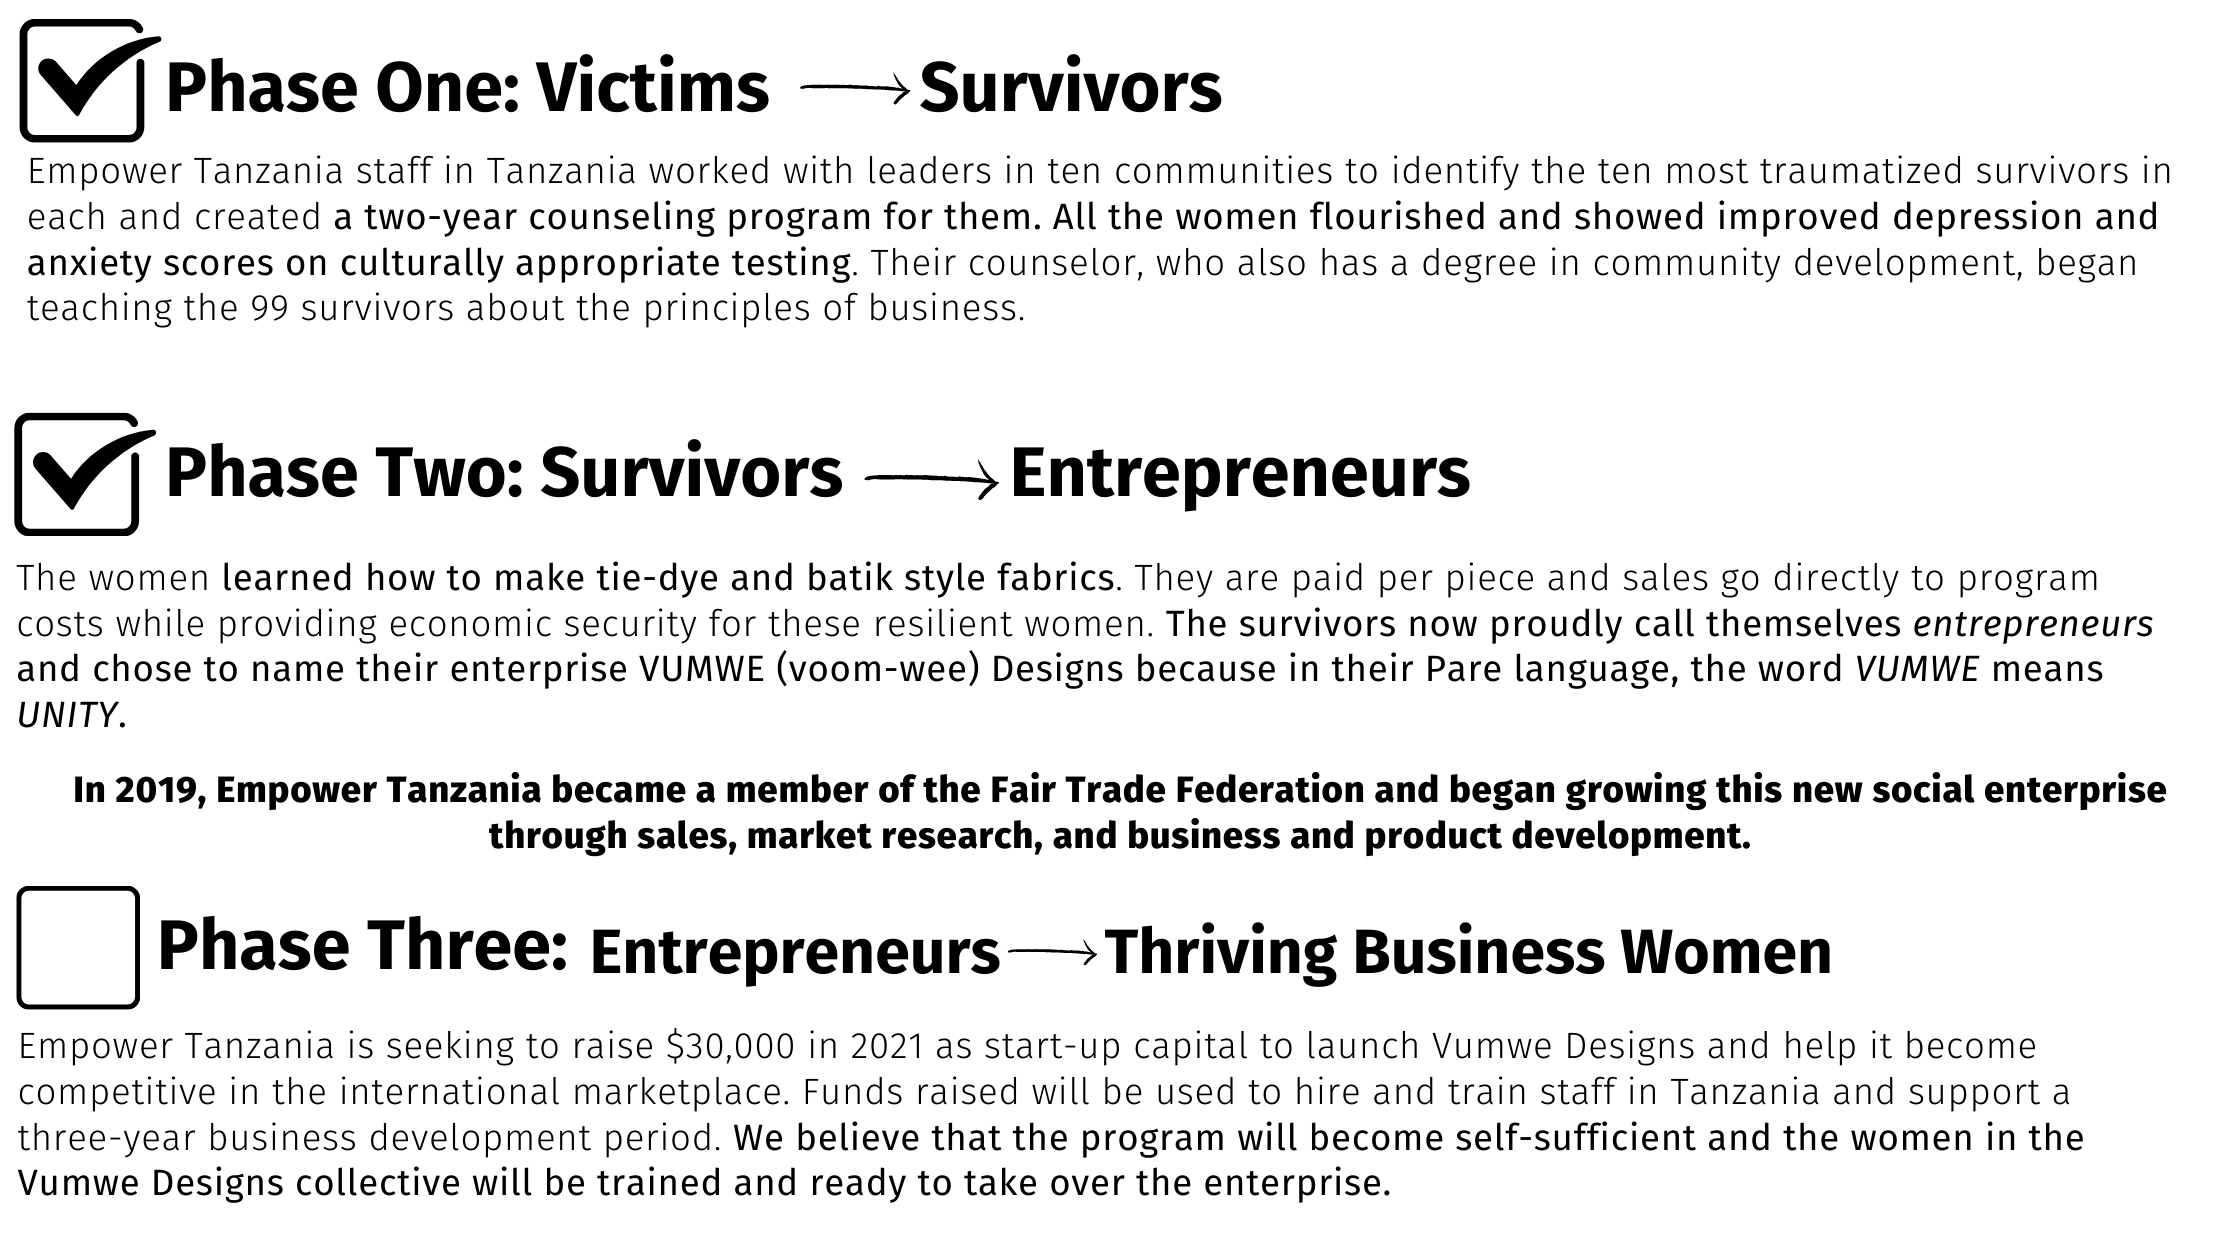 Phase One: Victims → Survivors
Empower Tanzania staff in Tanzania worked with leaders in ten communities to identify the ten most traumatized survivors in
each and created a two-year counseling program for them. All the women flourished and showed improved depression and
anxiety scores on culturally appropriate testing. Their counselor, who also has a degree in community development, began
teaching the 99 survivors about the principles of business.
Phase Two: Survivors → Entrepreneurs
The women learned how to make tie-dye and batik style fabrics. They are paid per piece and sales go directly to program
costs while providing economic security for these resilient women. The survivors now proudly call themselves entrepreneurs
and chose to name their enterprise VUMWE (voom-wee) Designs because in their Pare language, the word VUMWE means
UNITY.
In 2019, Empower Tanzania became a member of the Fair Trade Federation and began growing this new social enterprise
through sales, market research, and business and product development.
Phase Three: Entrepreneurs → Thriving Business Women
Empower Tanzania is seeking to raise $30,000 in 2021 as start-up capital to launch Vumwe Designs and help it become
competitive in the international marketplace. Funds raised will be used to hire and train staff in Tanzania and support a
three-year business development period. We believe that the program will become self-sufficient and the women in the
Vumwe Designs collective will be trained and ready to take over the enterprise.